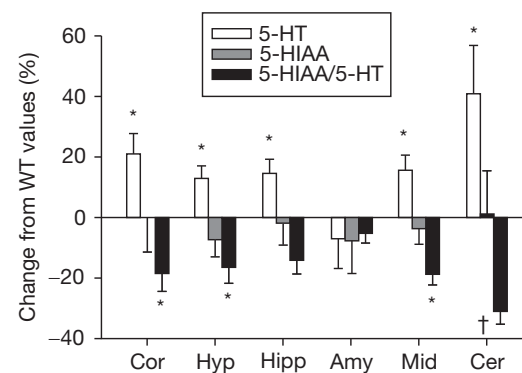 Change from WT values (%)
60
40
20
0
−20
−40
5-HT
5-HIAA
5-HIAA/5-HT
*
*
*
*
*
*
*
*
†
Cor
Hyp
Hipp
Amy
Mid
Cer